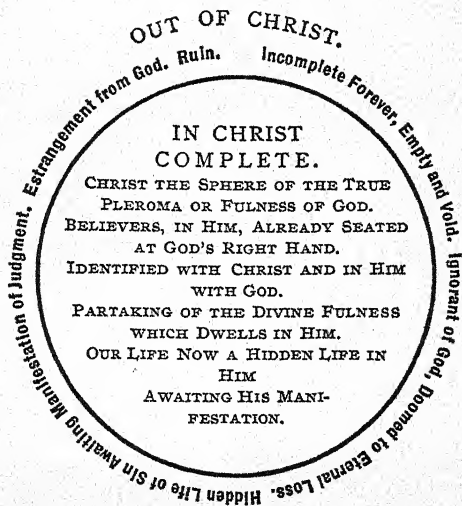 OUT OF CHRIST.
Incomplete Forever, Empty and void. Ignorant of God, Doomed to Eternal Loss. Hidden Life of Sin Awaiting Manifestation of Judgment. Estrangement from God. Ruin.
IN CHRIST
COMPLETE.
CHRIST THE SPHERE OF THE TRUE
PLEROMA OR FULNESS OF GOD.
BELIEVERS, IN HIM, ALREADY SEATED
AT GOD'S RIGHT HAND.
IDENTIFIED WITH CHRIST AND IN HIM
WITH GOD.
PARTAKING OF THE DIVINE FULNESS
WHICH DWELLS IN HIM.
OUR LIFE NOW A HIDDEN LIFE IN
HIM
AWAITING HIS MANI-
FESTATION.